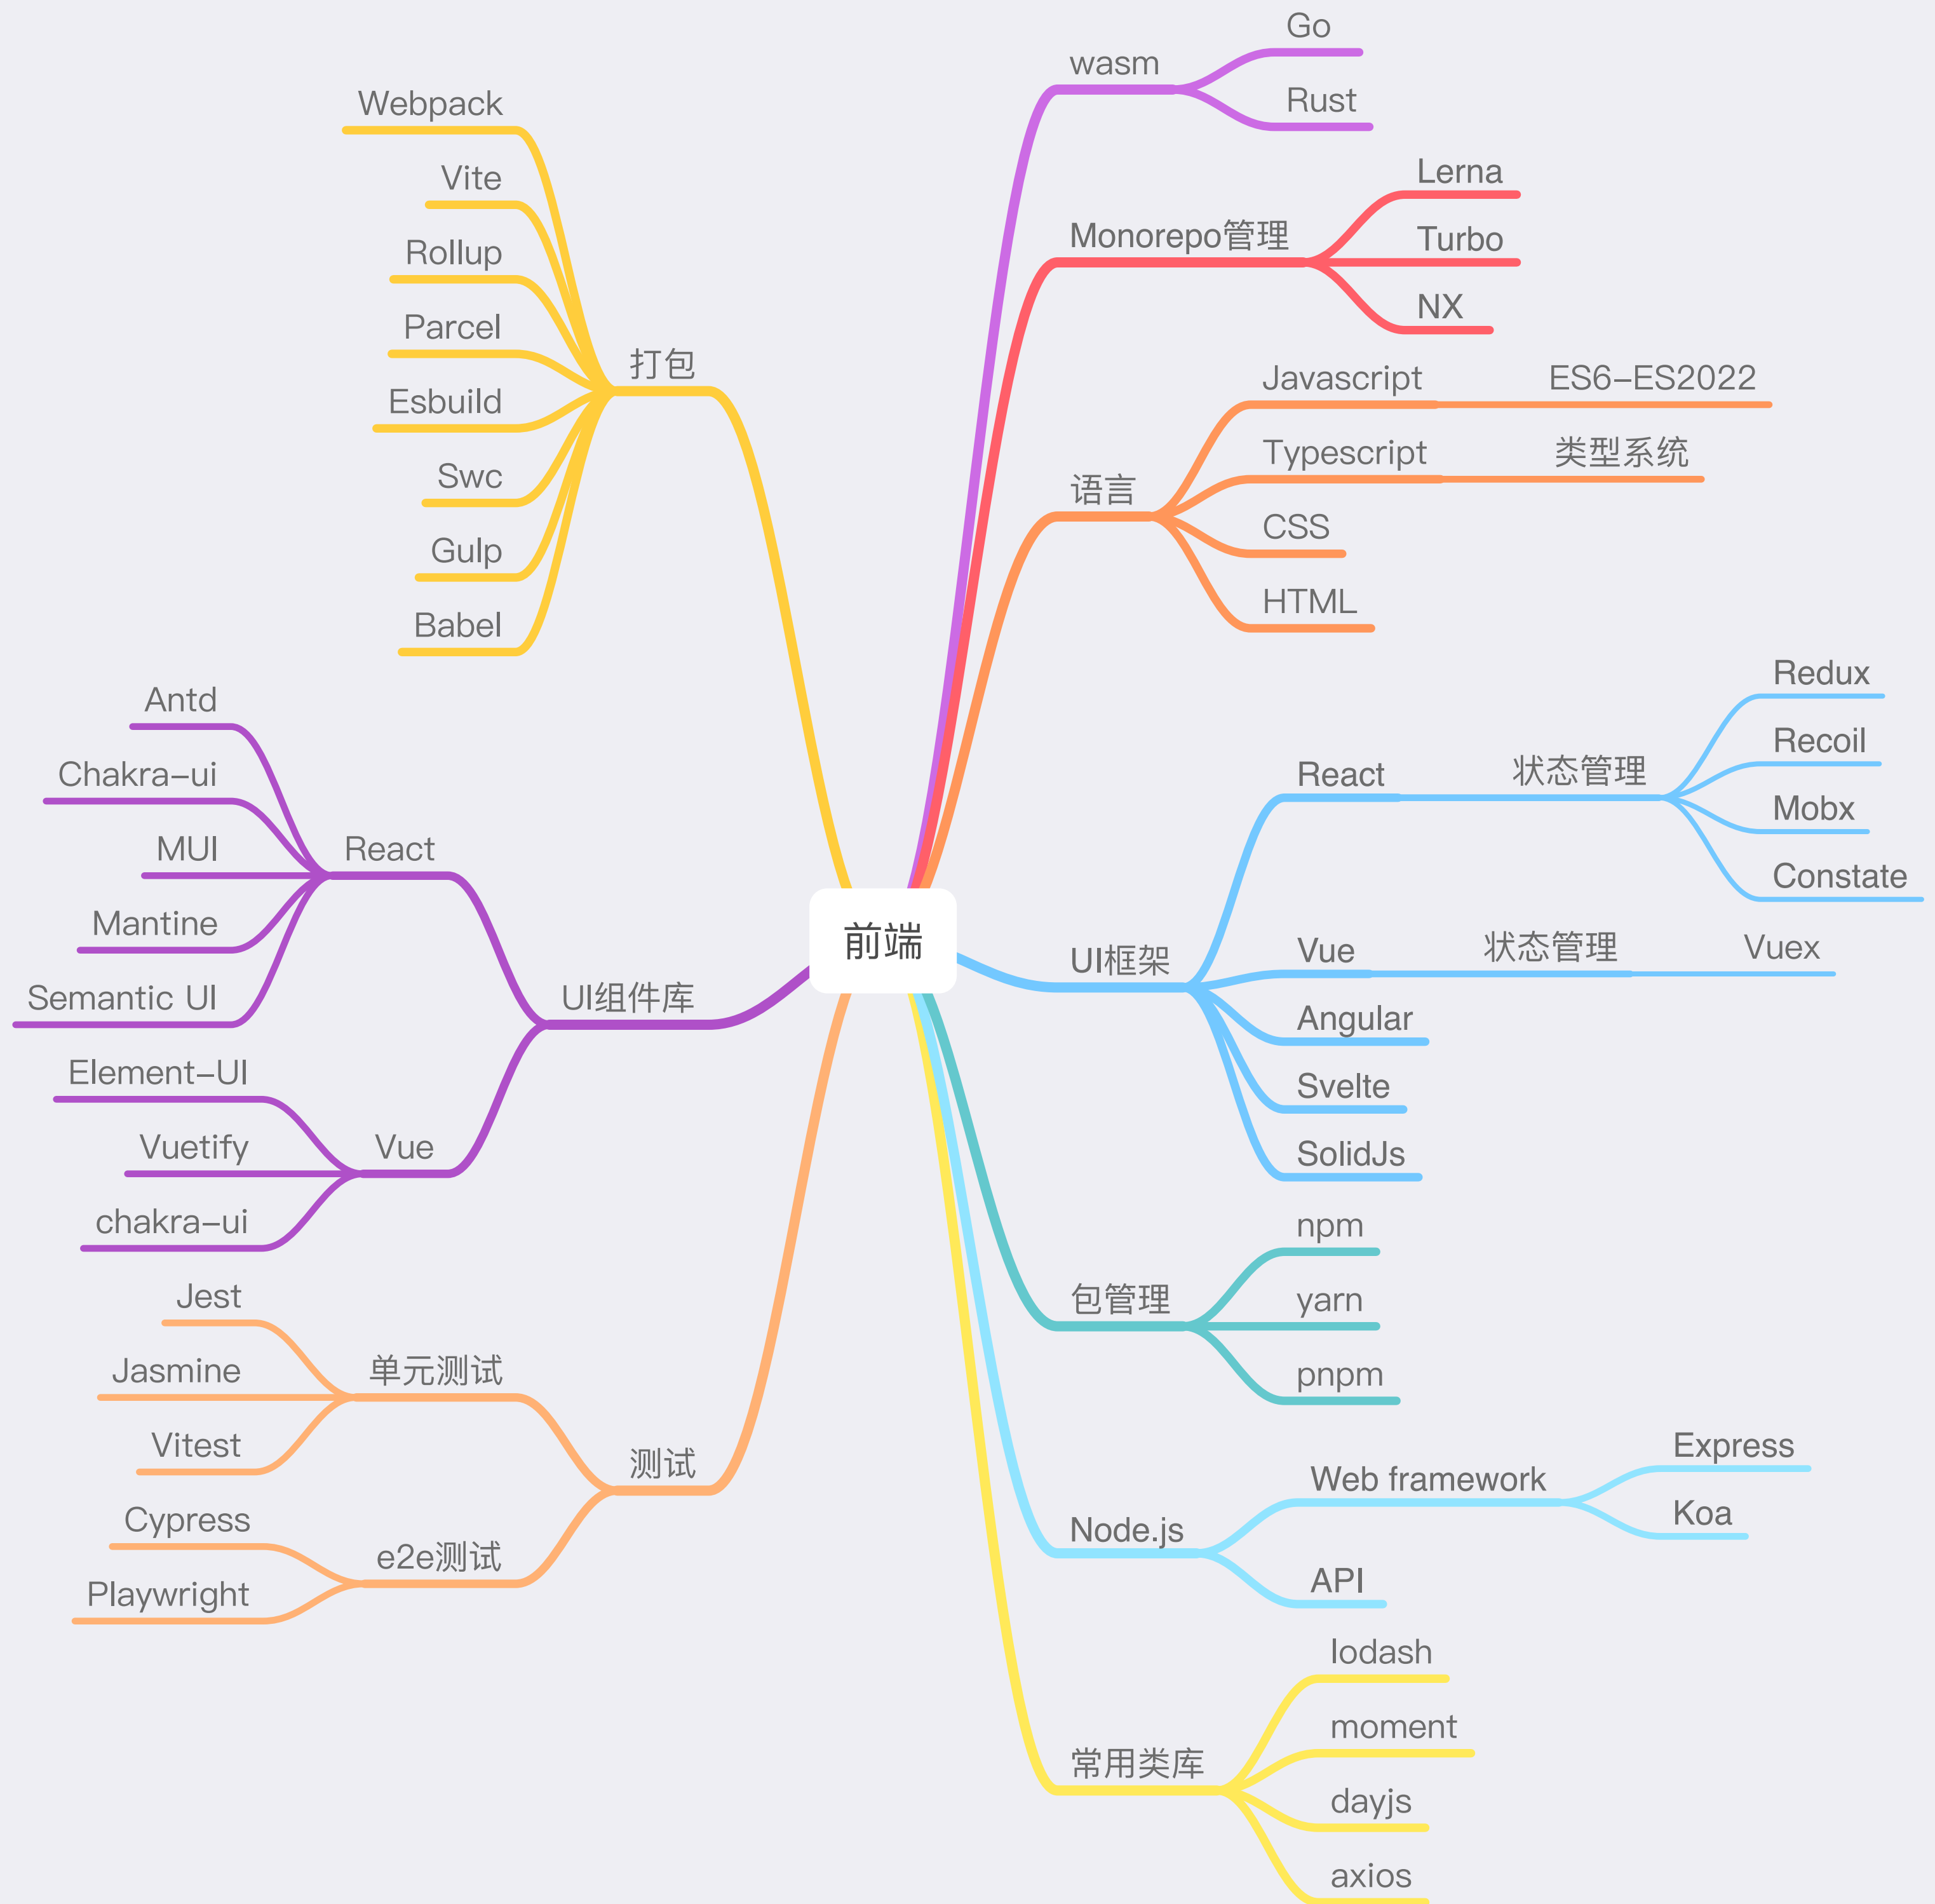 前端
wasm
Go
Rust
Monorepo管理
Lerna
Turbo
NX
语言
Javascript
ES6-ES2022
Typescript
类型系统
CSS
HTML
UI框架
React
状态管理
Redux
Recoil
Mobx
Constate
Vue
状态管理
Vuex
Angular
Svelte
SolidJs
包管理
npm
yarn
pnpm
Node.js
Web framework
Express
Koa
API
常用类库
lodash
moment
dayjs
axios
打包
Webpack
Vite
Rollup
Parcel
Esbuild
Swc
Gulp
Babel
UI组件库
React
Antd
Chakra-ui
MUI
Mantine
Semantic UI
Vue
Element-UI
Vuetify
chakra-ui
测试
单元测试
Jest
Jasmine
Vitest
e2e测试
Cypress
Playwright